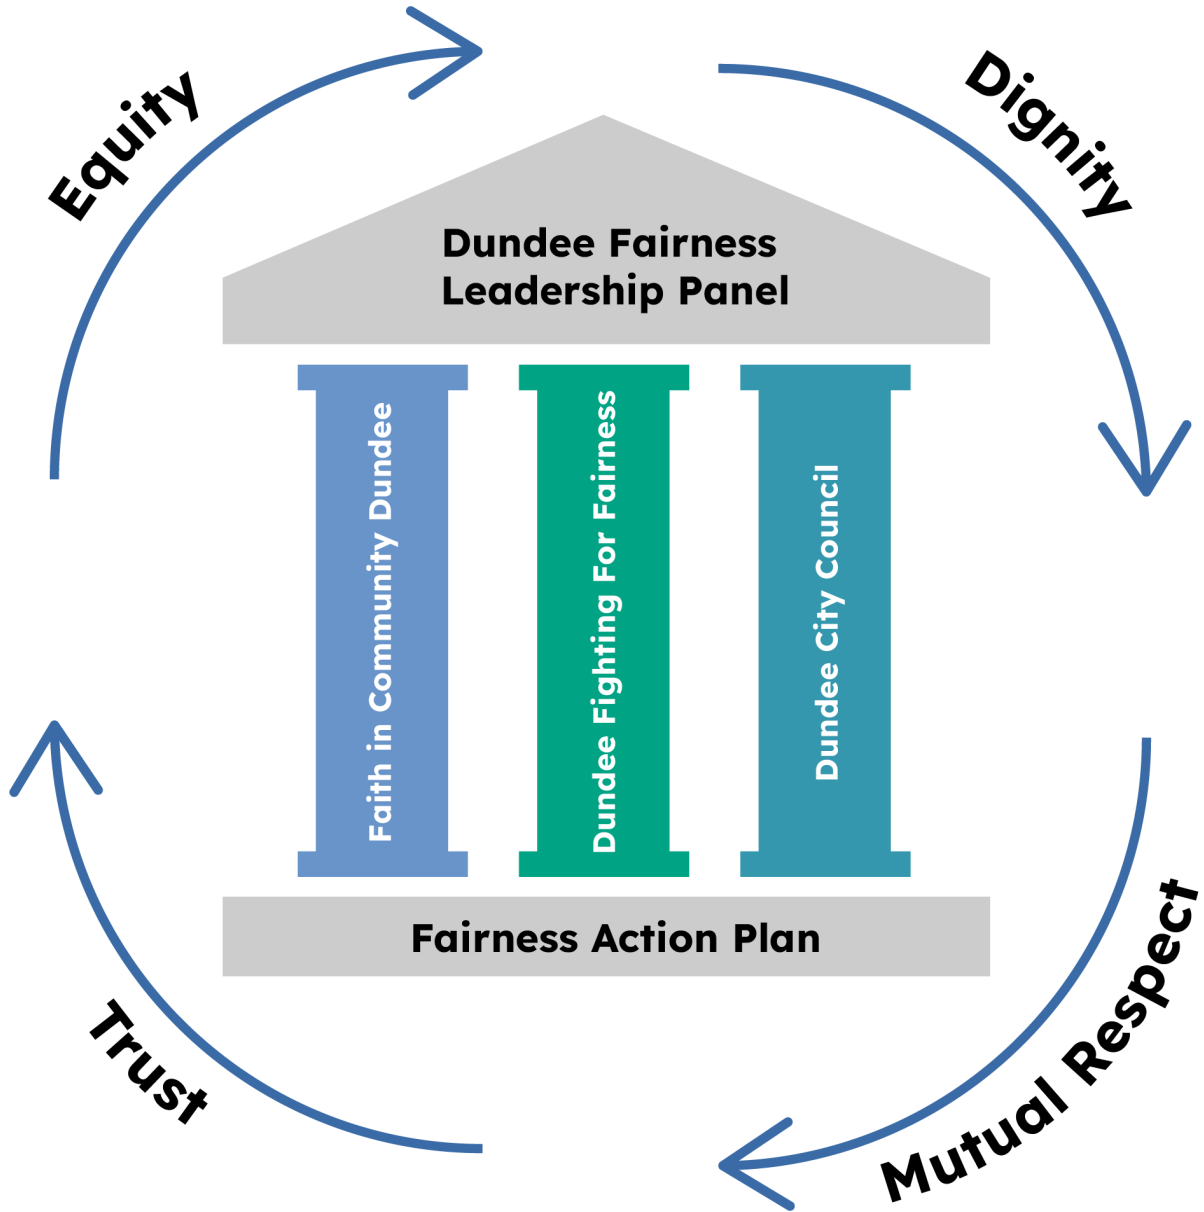 Equity
Dignity
Dundee Fairness
Leadership Panel
Faith in Community Dundee
Dundee Fighting For Fairness
Dundee City Council
Fairness Action Plan
Trust
Mutual Respect